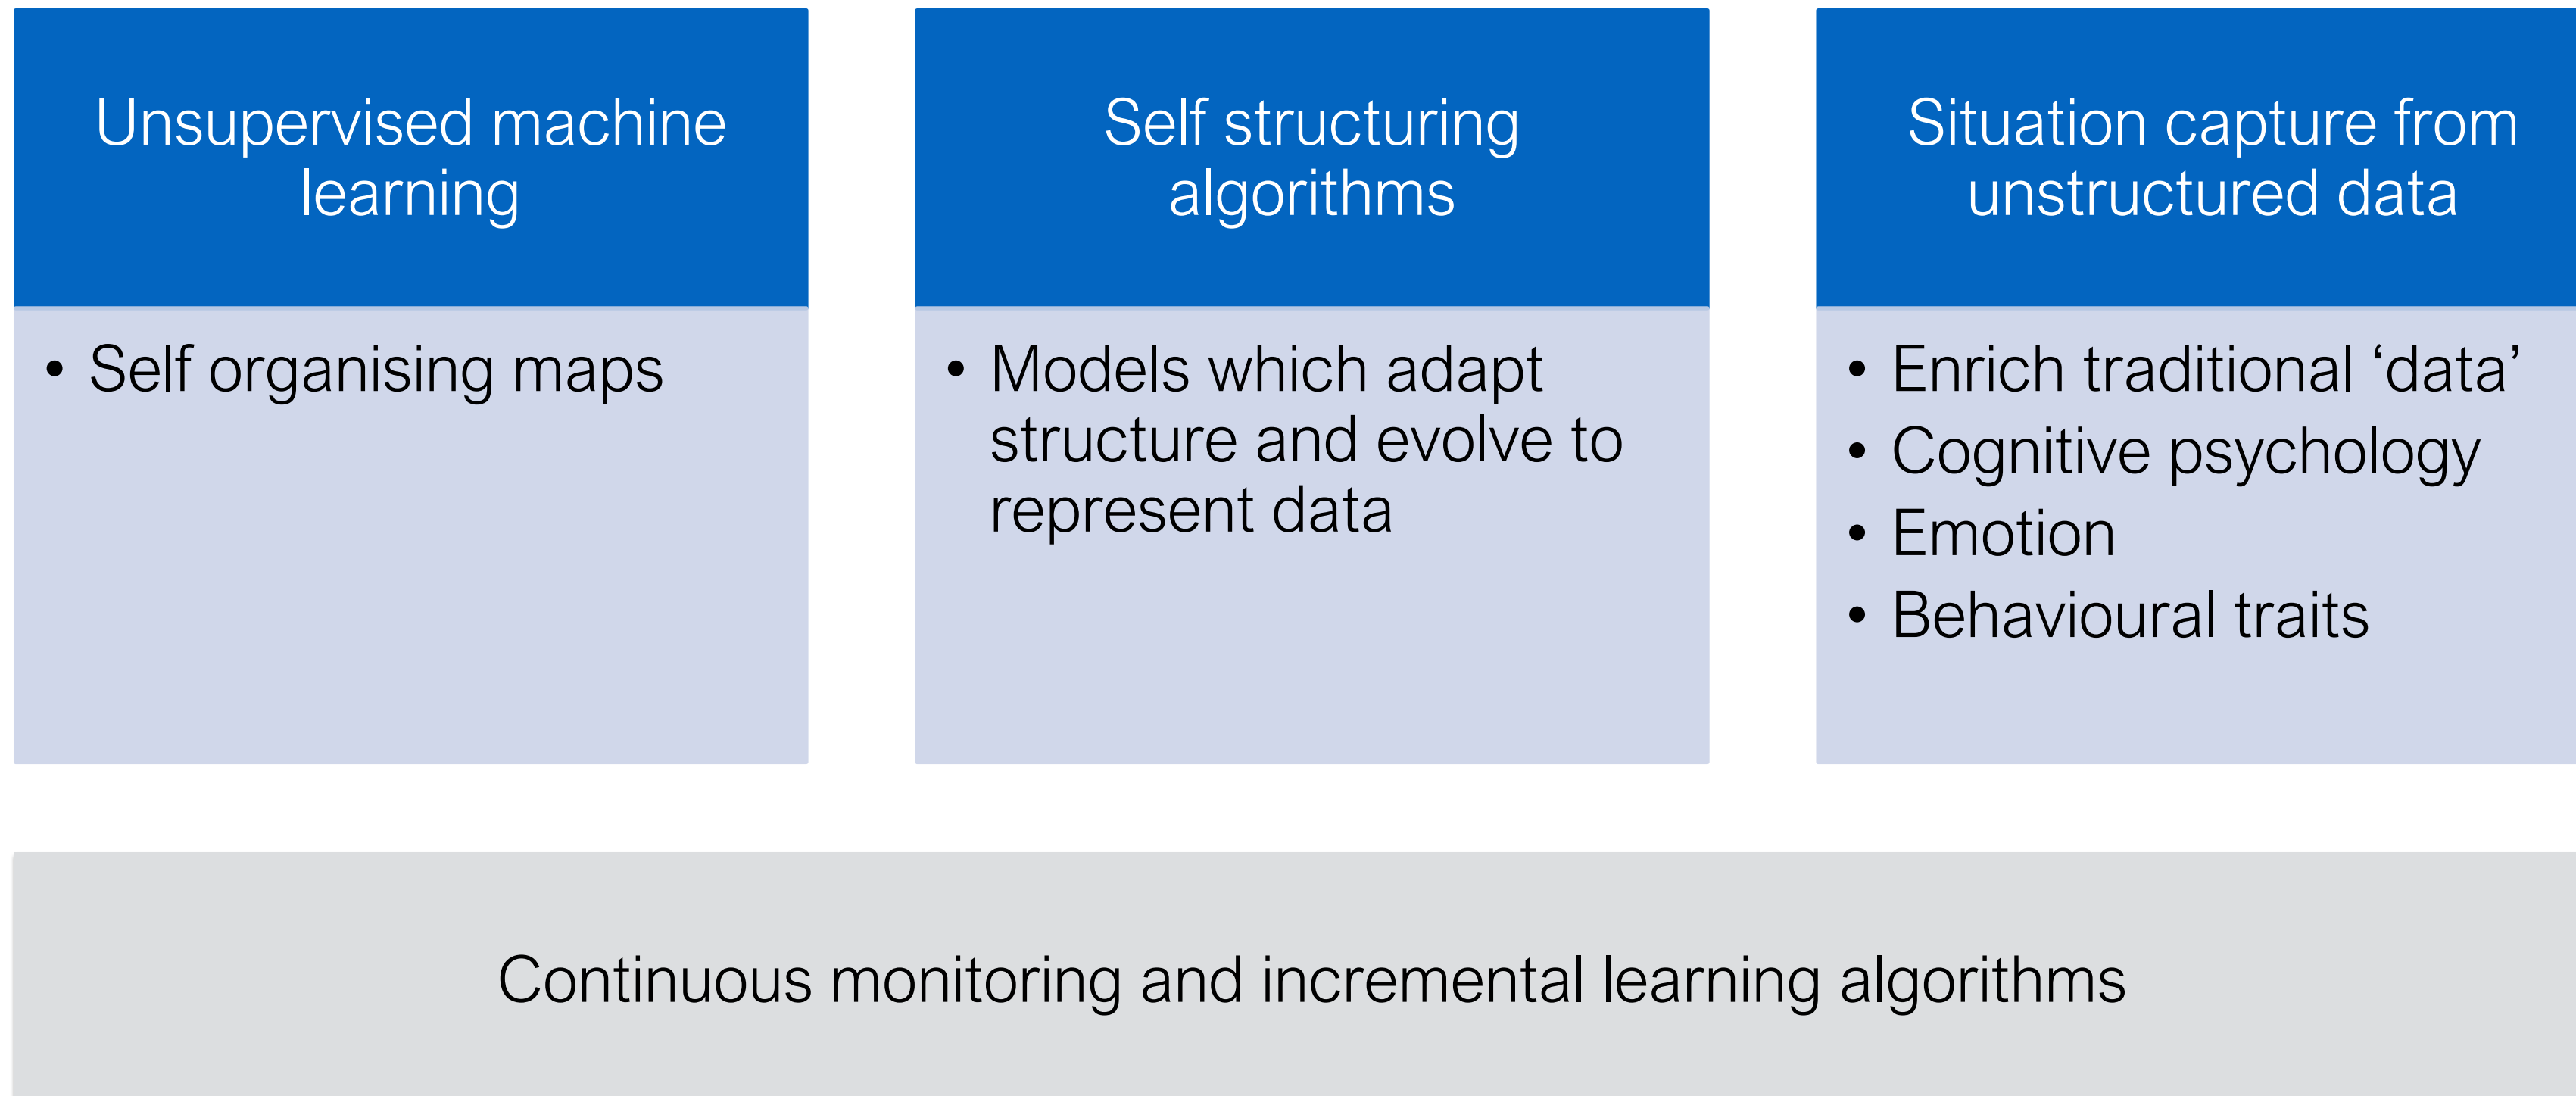 Unsupervised machine
learning
• Self organising maps
Self structuring
algorithms
• Models which adapt
structure and evolve to
represent data
Situation capture from
unstructured data
• Enrich traditional ‘data’
• Cognitive psychology
• Emotion
• Behavioural traits
Continuous monitoring and incremental learning algorithms